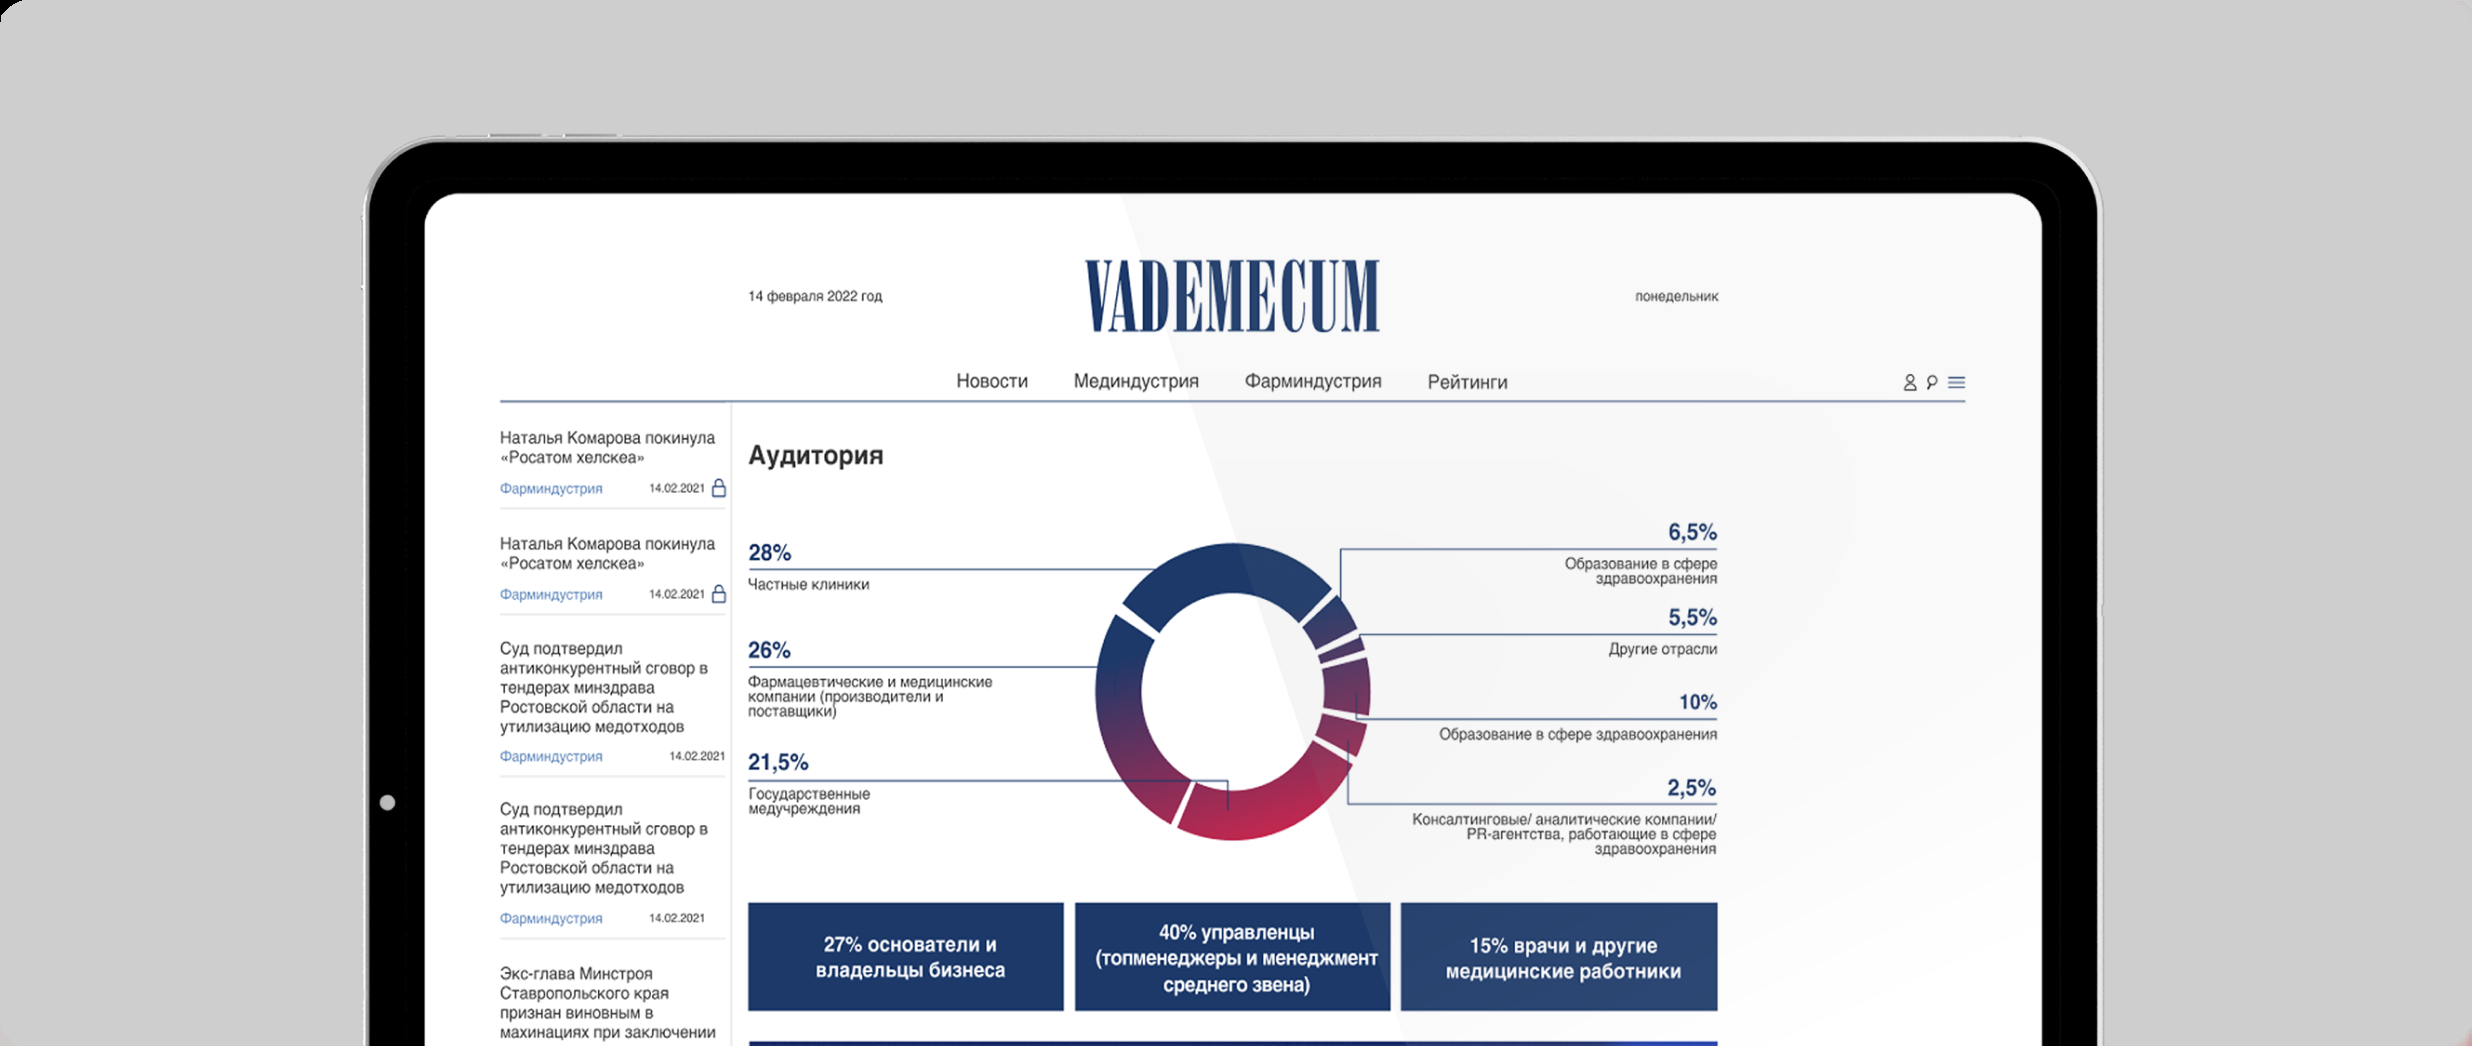 14 февраля 2022 год
VADEMECUM
понедельник
Новости
Мединдустрия
Фарминдустрия
Рейтинги
Наталья Комарова покинула
«Росатом хелскеа»
Фарминдустрия
14.02.2021
Наталья Комарова покинула
«Росатом хелскеа»
Фарминдустрия
14.02.2021
Суд подтвердил
антиконкурентный сговор в
тендерах минздрава
Ростовской области на
утилизацию медотходов
Фарминдустрия
14.02.2021
Суд подтвердил
антиконкурентный сговор в
тендерах минздрава
Ростовской области на
утилизацию медотходов
Фарминдустрия
14.02.2021
Экс-глава Минстроя
Ставропольского края
признан виновным в
махинациях при заключении
Аудитория
28%
Частные клиники
26%
Фармацевтические и медицинские
компании (производители и
поставщики)
21,5%
Государственные
медучреждения
6,5%
Образование в сфере
здравоохранения
5,5%
Другие отрасли
10%
Образование в сфере здравоохранения
2,5%
Консалтинговые/ аналитические компании/
PR-агентства, работающие в сфере
здравоохранения
27% основатели и
владельцы бизнеса
40% управленцы
(топменеджеры и менеджмент
среднего звена)
15% врачи и другие
медицинские работники